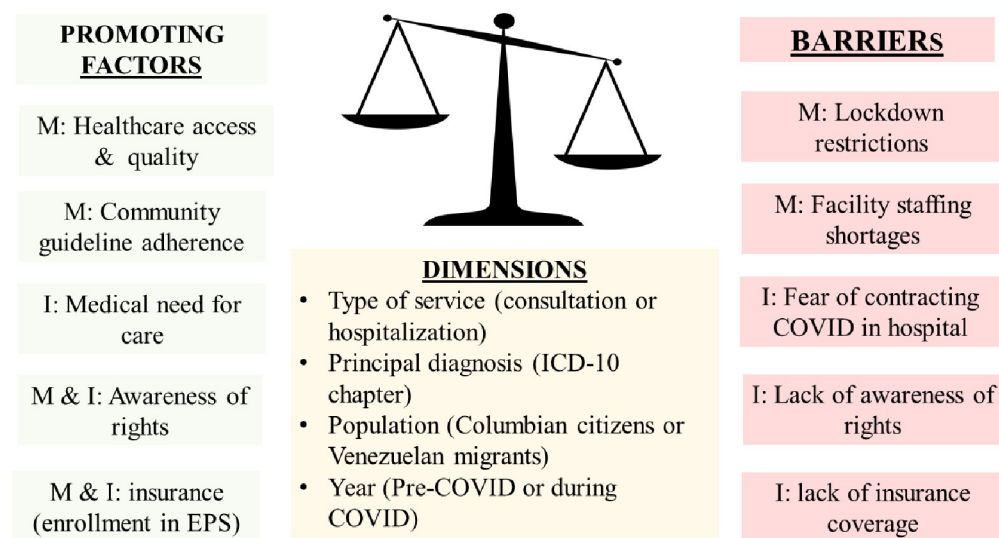 PROMOTING
FACTORS
M: Healthcare access
& quality
M: Community
guideline adherence
I: Medical need for
care
M & I: Awareness of
rights
M & I: insurance
(enrollment in EPS)
DIMENSIONS
• Type of service (consultation or
hospitalization)
• Principal diagnosis (ICD-10
chapter)
• Population (Columbian citizens or
Venezuelan migrants)
• Year (Pre-COVID or during
COVID)
BARRIERS
M: Lockdown
restrictions
M: Facility staffing
shortages
I: Fear of contracting
COVID in hospital
I: Lack of awareness of
rights
I: lack of insurance
coverage